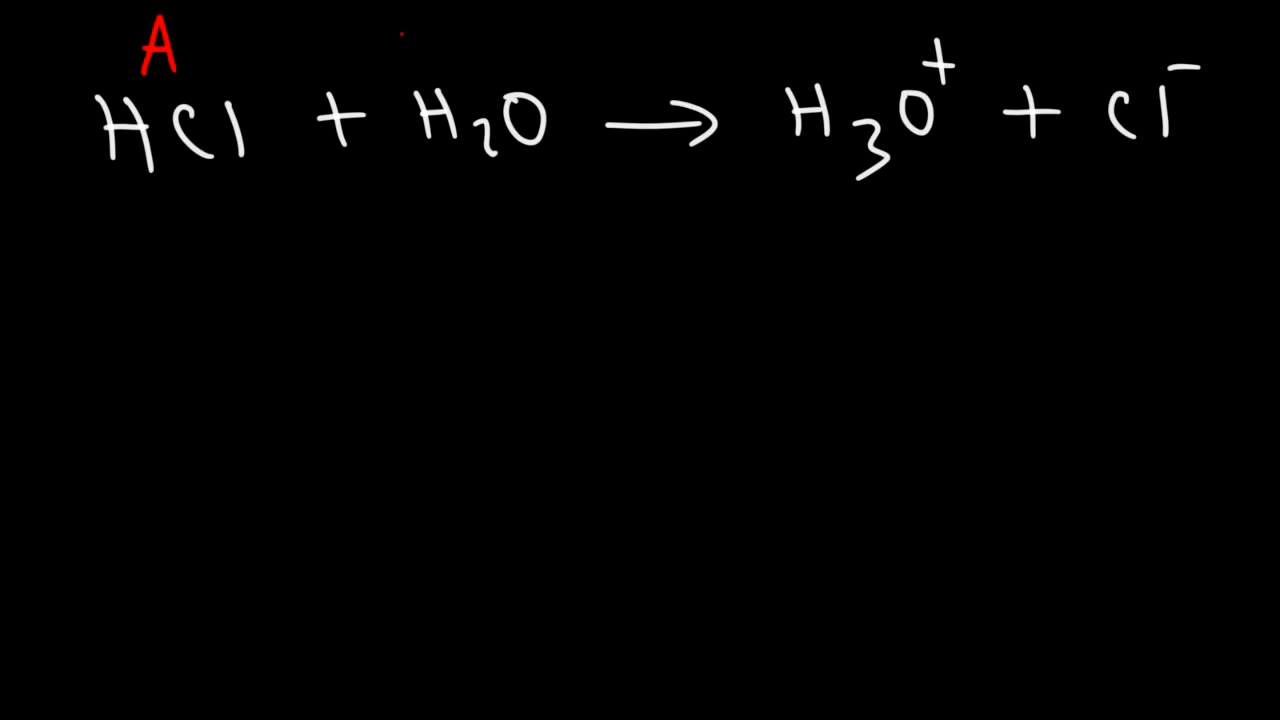 A
HCl + H₂O → H₃O⁺ + Cl⁻